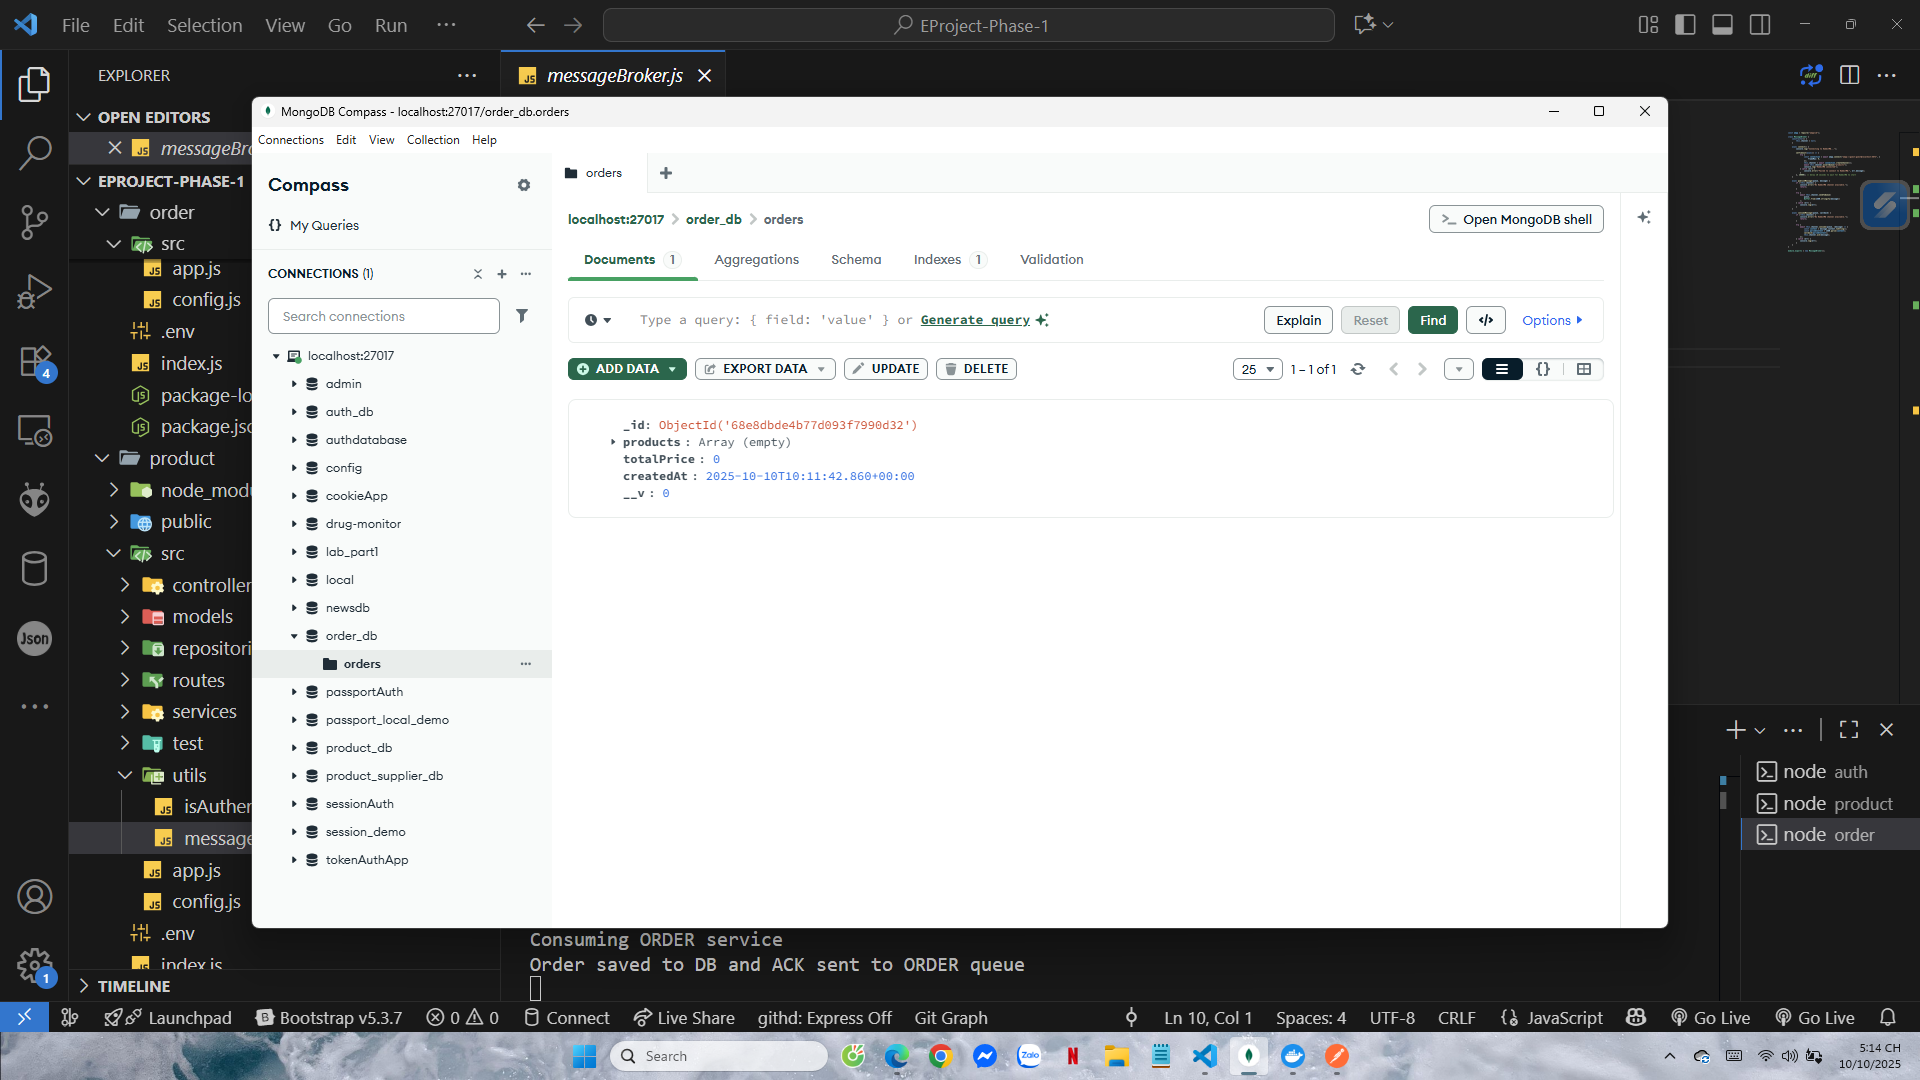 File Edit Selection View Go Run
EProject-Phase-1
EXPLORER
messageBroker.js
OPEN EDITORS
messageBro
EPROJECT-PHASE-1
order
src
app.js
config.js
.env
index.js
package-lo
package.jso
product
node_modu
public
src
controller
models
repositori
routes
services
test
utils
isAuthen
message
app.js
config.js
.env
index.js
TIMELINE
MongoDB Compass - localhost:27017/order_db.orders
Connections Edit View Collection Help
Compass
{} My Queries
CONNECTIONS (1)
Search connections
localhost:27017
admin
auth_db
authdatabase
config
cookieApp
drug-monitor
lab_part1
local
newsdb
order_db
orders
passportAuth
passport_local_demo
product_db
product_supplier_db
sessionAuth
session_demo
tokenAuthApp
orders
localhost:27017 > order_db > orders
>_ Open MongoDB shell
Documents 1 Aggregations Schema Indexes 1 Validation
Type a query: { field: 'value' } or Generate query
Explain Reset Find </> Options
ADD DATA EXPORT DATA UPDATE DELETE
25 1 – 1 of 1 {}
_id: ObjectId('68e8dbde4b77d093f7990d32')
products : Array (empty)
totalPrice : 0
createdAt : 2025-10-10T10:11:42.860+00:00
__v : 0
Consuming ORDER service
Order saved to DB and ACK sent to ORDER queue
node auth
node product
node order
4
Json
1
Launchpad Bootstrap v5.3.7 0 0 Connect Live Share githd: Express Off Git Graph
Ln 10, Col 1 Spaces: 4 UTF-8 CRLF JavaScript Go Live Go Live
Search
Zalo
5:14 CH
10/10/2025